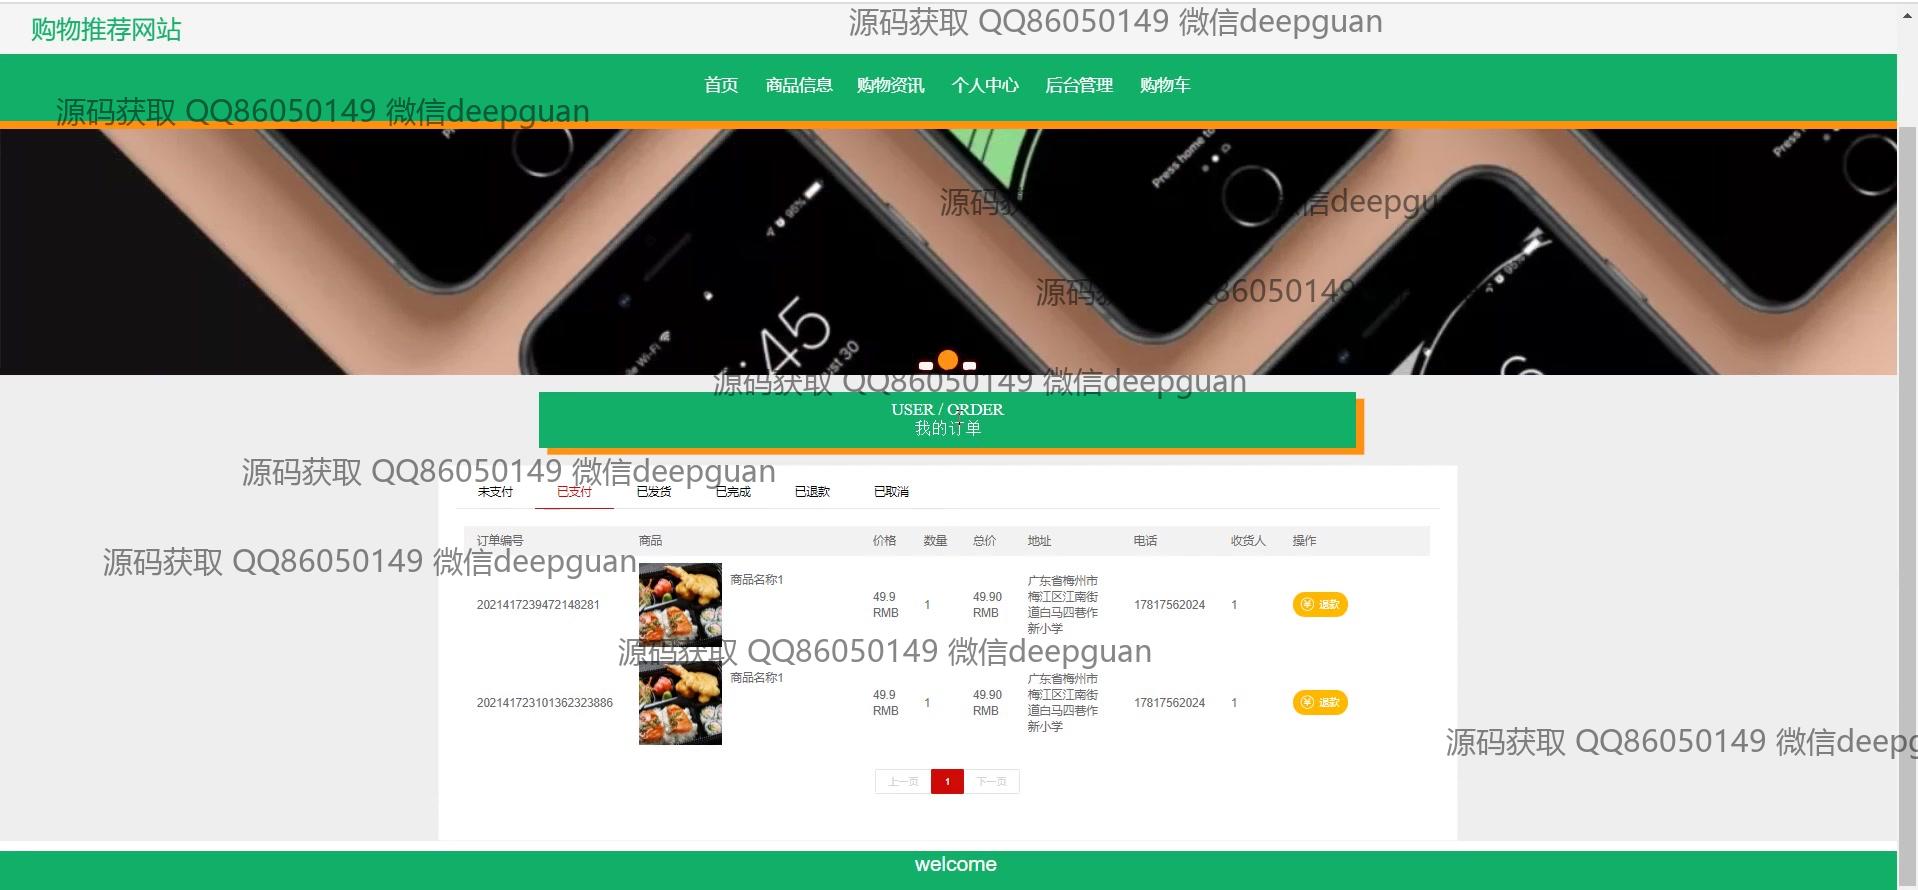 购物推荐网站
源码获取 QQ86050149 微信deepguan
首页 商品信息 购物资讯 个人中心 后台管理 购物车
源码获取 QQ86050149 微信deepguan
Press home to
95%
源码获
信deepgu
95%
源码获
86050149
45
Wi-Fi
ust 30
源码获取 QQ86050149 微信deepguan
USER / ORDER
我的订单
源码获取 QQ86050149 微信deepguan
未支付 已支付 已发货 已完成 已退款 已取消
订单编号 商品 价格 数量 总价 地址 电话 收货人 操作
源码获取 QQ86050149 微信deepguan
2021417239472148281 商品名称1 49.9 RMB 1 49.90 RMB 广东省梅州市梅江区江南街道白马四巷作新小学 17817562024 1 退款
源码获取 QQ86050149 微信deepguan
202141723101362323886 商品名称1 49.9 RMB 1 49.90 RMB 广东省梅州市梅江区江南街道白马四巷作新小学 17817562024 1 退款
源码获取 QQ86050149 微信deepg
上一页 1 下一页
welcome